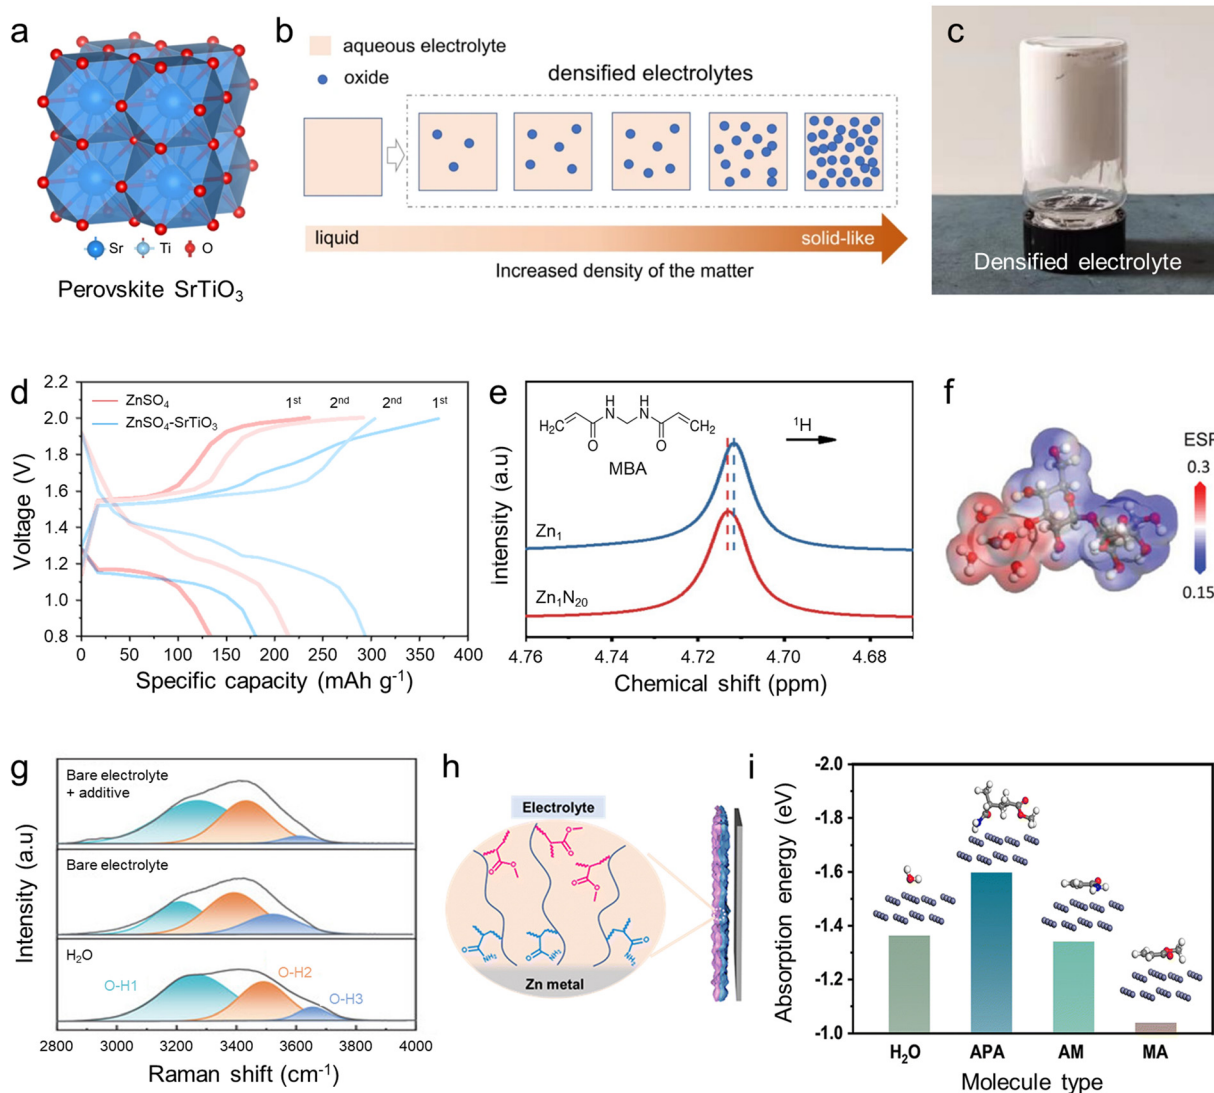 a
Sr Ti O
Perovskite SrTiO3
b
aqueous electrolyte
oxide
densified electrolytes
liquid
solid-like
Increased density of the matter
c
Densified electrolyte
d
2.2
2.0
1.8
1.6
1.4
1.2
1.0
0.8
Voltage (V)
ZnSO4
ZnSO4-SrTiO3
1st 2nd 2nd 1st
0 50 100 150 200 250 300 350 400
Specific capacity (mAh g-1)
e
intensity (a.u)
H2C
O
H
N
H
N
O
CH2
MBA
1H
Zn1
Zn1N20
4.76 4.74 4.72 4.70 4.68
Chemical shift (ppm)
f
ESP
0.3
0.15
g
Intensity (a.u)
Bare electrolyte
+ additive
Bare electrolyte
H2O
O-H1
O-H2
O-H3
2800 3000 3200 3400 3600 3800 4000
Raman shift (cm-1)
h
Electrolyte
O
O
O
O
O
O
O
NH2
O
NH2
O
NH2
Zn metal
i
Absorption energy (eV)
-2.0
-1.8
-1.6
-1.4
-1.2
-1.0
H2O APA AM MA
Molecule type